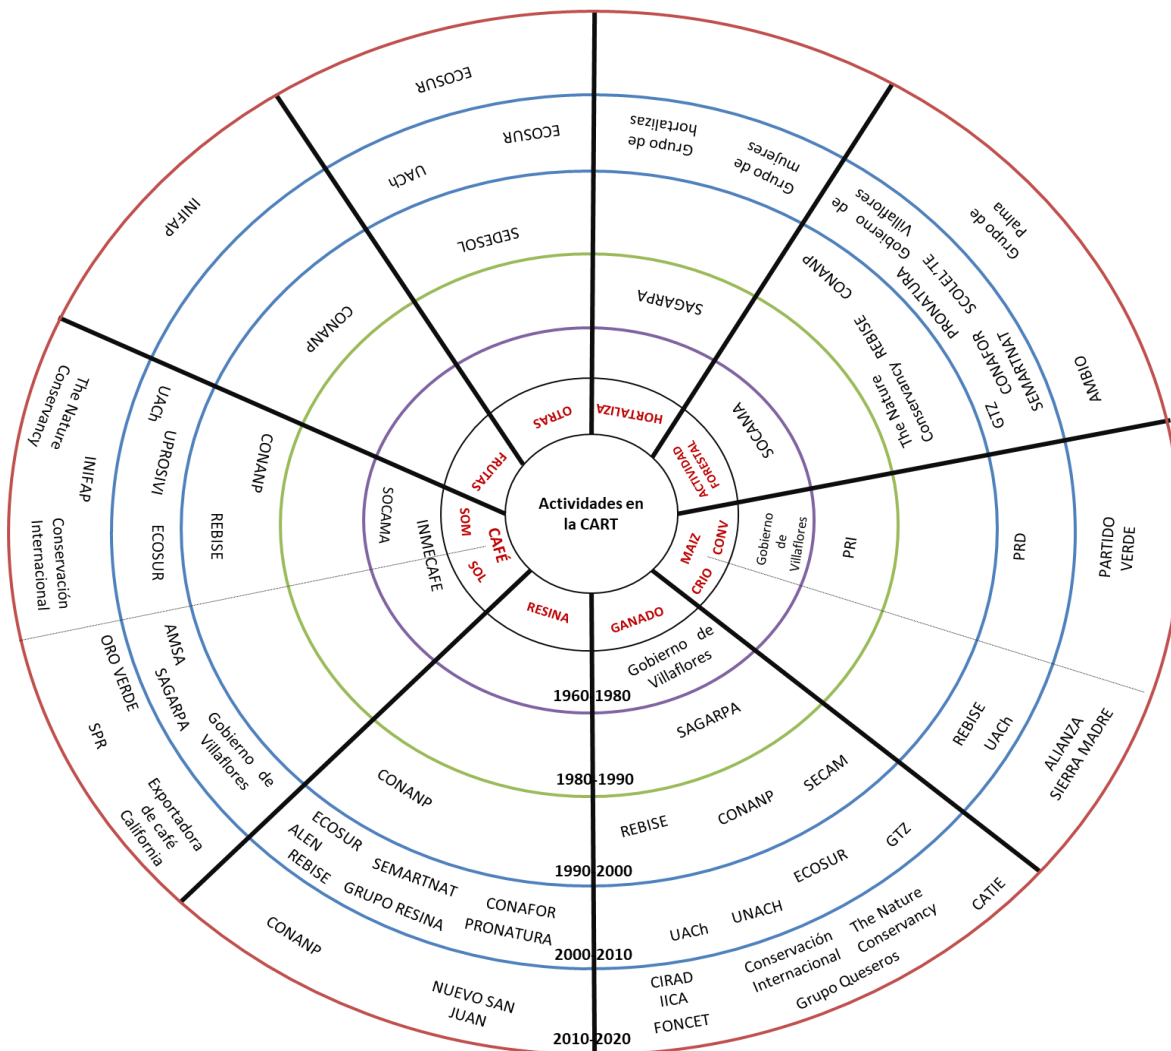 Actividades en
la CART
OTRAS
HORTALIZA
ACTIVIDAD
FORESTAL
CONV
MAIZ
CRIO
GANADO
RESINA
SOL
CAFÉ
SOM
FRUTAS
1960-1980
1980-1990
1990-2000
2000-2010
2010-2020
ECOSUR
ECOSUR
UACh
SEDESOL
Grupo de
hortalizas
Grupo de
mujeres
SAGARPA
Grupo de
Palma
AMBIO
Gobierno de
Villaflores
SCOLEL'TE
PRONATURA
SEMARTNAT
CONAFOR
GTZ
CONANP
REBISE
The Nature
Conservancy
SOCAMA
Gobierno
de
Villaflores
PRI
PRD
PARTIDO
VERDE
REBISE
UACh
ALIANZA
SIERRA MADRE
Gobierno de
Villaflores
SAGARPA
REBISE
CONANP
SECAM
UACh
UNACH
ECOSUR
GTZ
CIRAD
IICA
FONCET
Conservación
Internacional
The Nature
Conservancy
Grupo Queseros
CATIE
CONANP
ECOSUR
ALEN
REBISE
SEMARTNAT
GRUPO RESINA
CONAFOR
PRONATURA
CONANP
NUEVO SAN
JUAN
SOCAMA
INMECAFE
AMSA
SAGARPA
ORO VERDE
Gobierno de
Villaflores
SPR
Exportadora
de café
California
CONANP
REBISE
UACh
UPROSIVI
ECOSUR
The Nature
Conservancy
INIFAP
Conservación
Internacional
CONANP
INIFAP